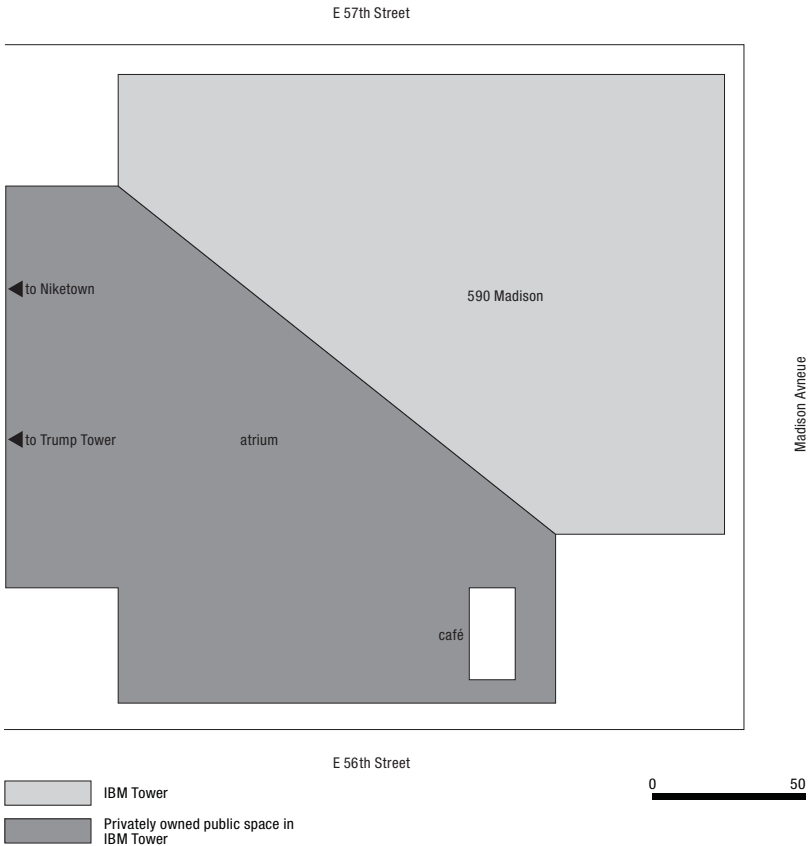 E 57th Street
to Niketown
590 Madison
Madison Avneue
to Trump Tower
atrium
café
E 56th Street
0
50
IBM Tower
Privately owned public space in
IBM Tower